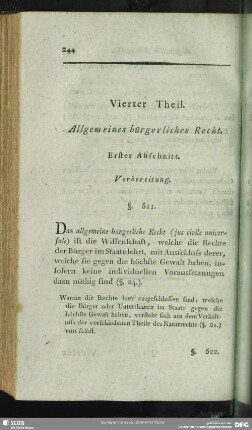 244
Vierter Theil.
Allgemeines bürgerliches Recht.
Erster Abschnitt.
Vorbereitung.
§. 521.
Das allgemeine bürgerliche Recht (jus civile univer-
sale) ist die Wissenschaft, welche die Rechte
der Bürger im Staate lehrt, mit Ausschluss derer,
welche sie gegen die höchste Gewalt haben, in-
sofern keine individuellen Voraussetzungen
dazu nöthig sind (§. 24.).
Warum die Rechte hier ausgeschlossen sind, welche
die Bürger oder Unterthanen im Staate gegen die
höchste Gewalt haben, versteht sich aus dem Verhält-
niss der verschiedenen Theile des Naturrechts (§. 21.)
von selbst.
§. 522.
SLUB